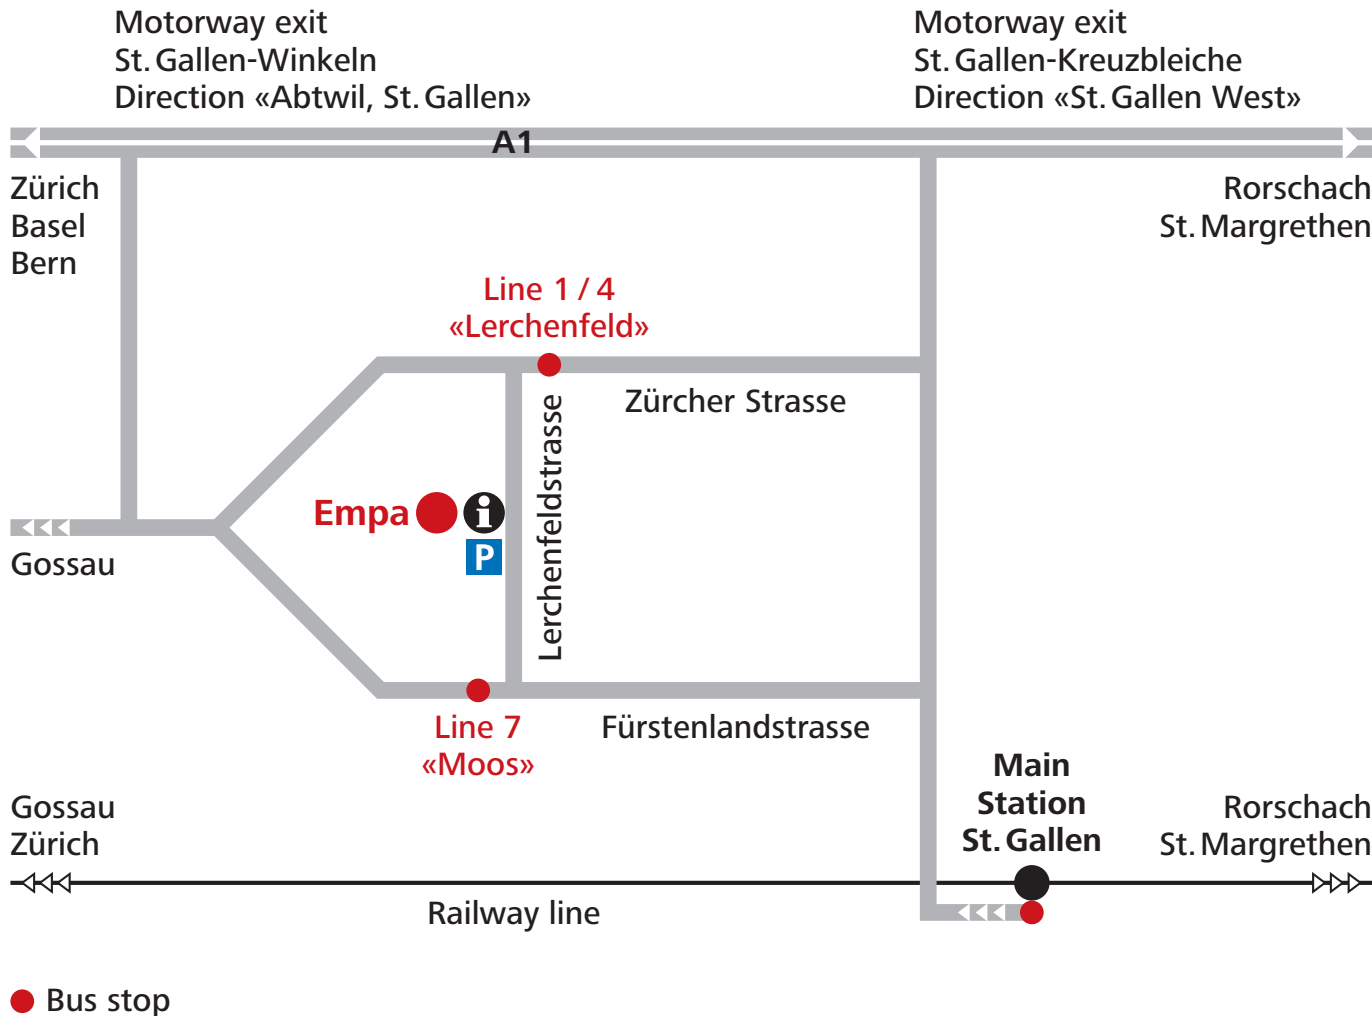 Motorway exit
St. Gallen-Winkeln
Direction «Abtwil, St. Gallen»
Motorway exit
St. Gallen-Kreuzbleiche
Direction «St. Gallen West»
A1
Zürich
Basel
Bern
Rorschach
St. Margrethen
Line 1 / 4
«Lerchenfeld»
Zürcher Strasse
Lerchenfeldstrasse
Empa
i
P
Gossau
Line 7
«Moos»
Fürstenlandstrasse
Main
Station
St. Gallen
Gossau
Zürich
Rorschach
St. Margrethen
Railway line
Bus stop